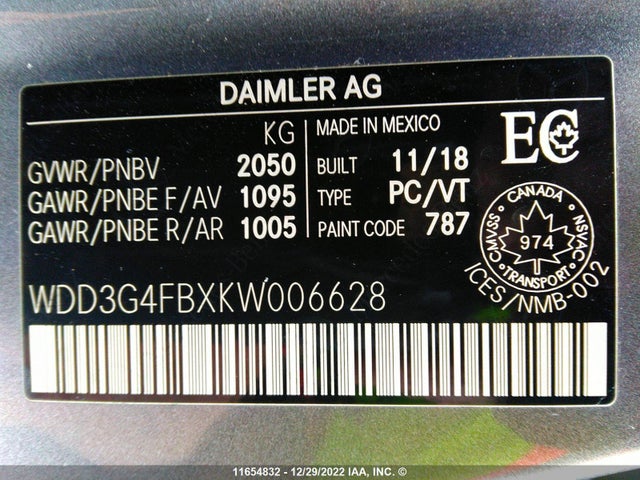 DAIMLER AG
KG
GVWR/PNBV 2050
GAWR/PNBE F/AV 1095
GAWR/PNBE R/AR 1005
MADE IN MEXICO
BUILT 11/18
TYPE PC/VT
PAINT CODE 787
EC
CANADA
CMVSS 974 NSVAC
TRANSPORT
ICES/NMB-002
WDD3G4FBXKW006628
11654832 - 12/29/2022 IAA, INC. ©